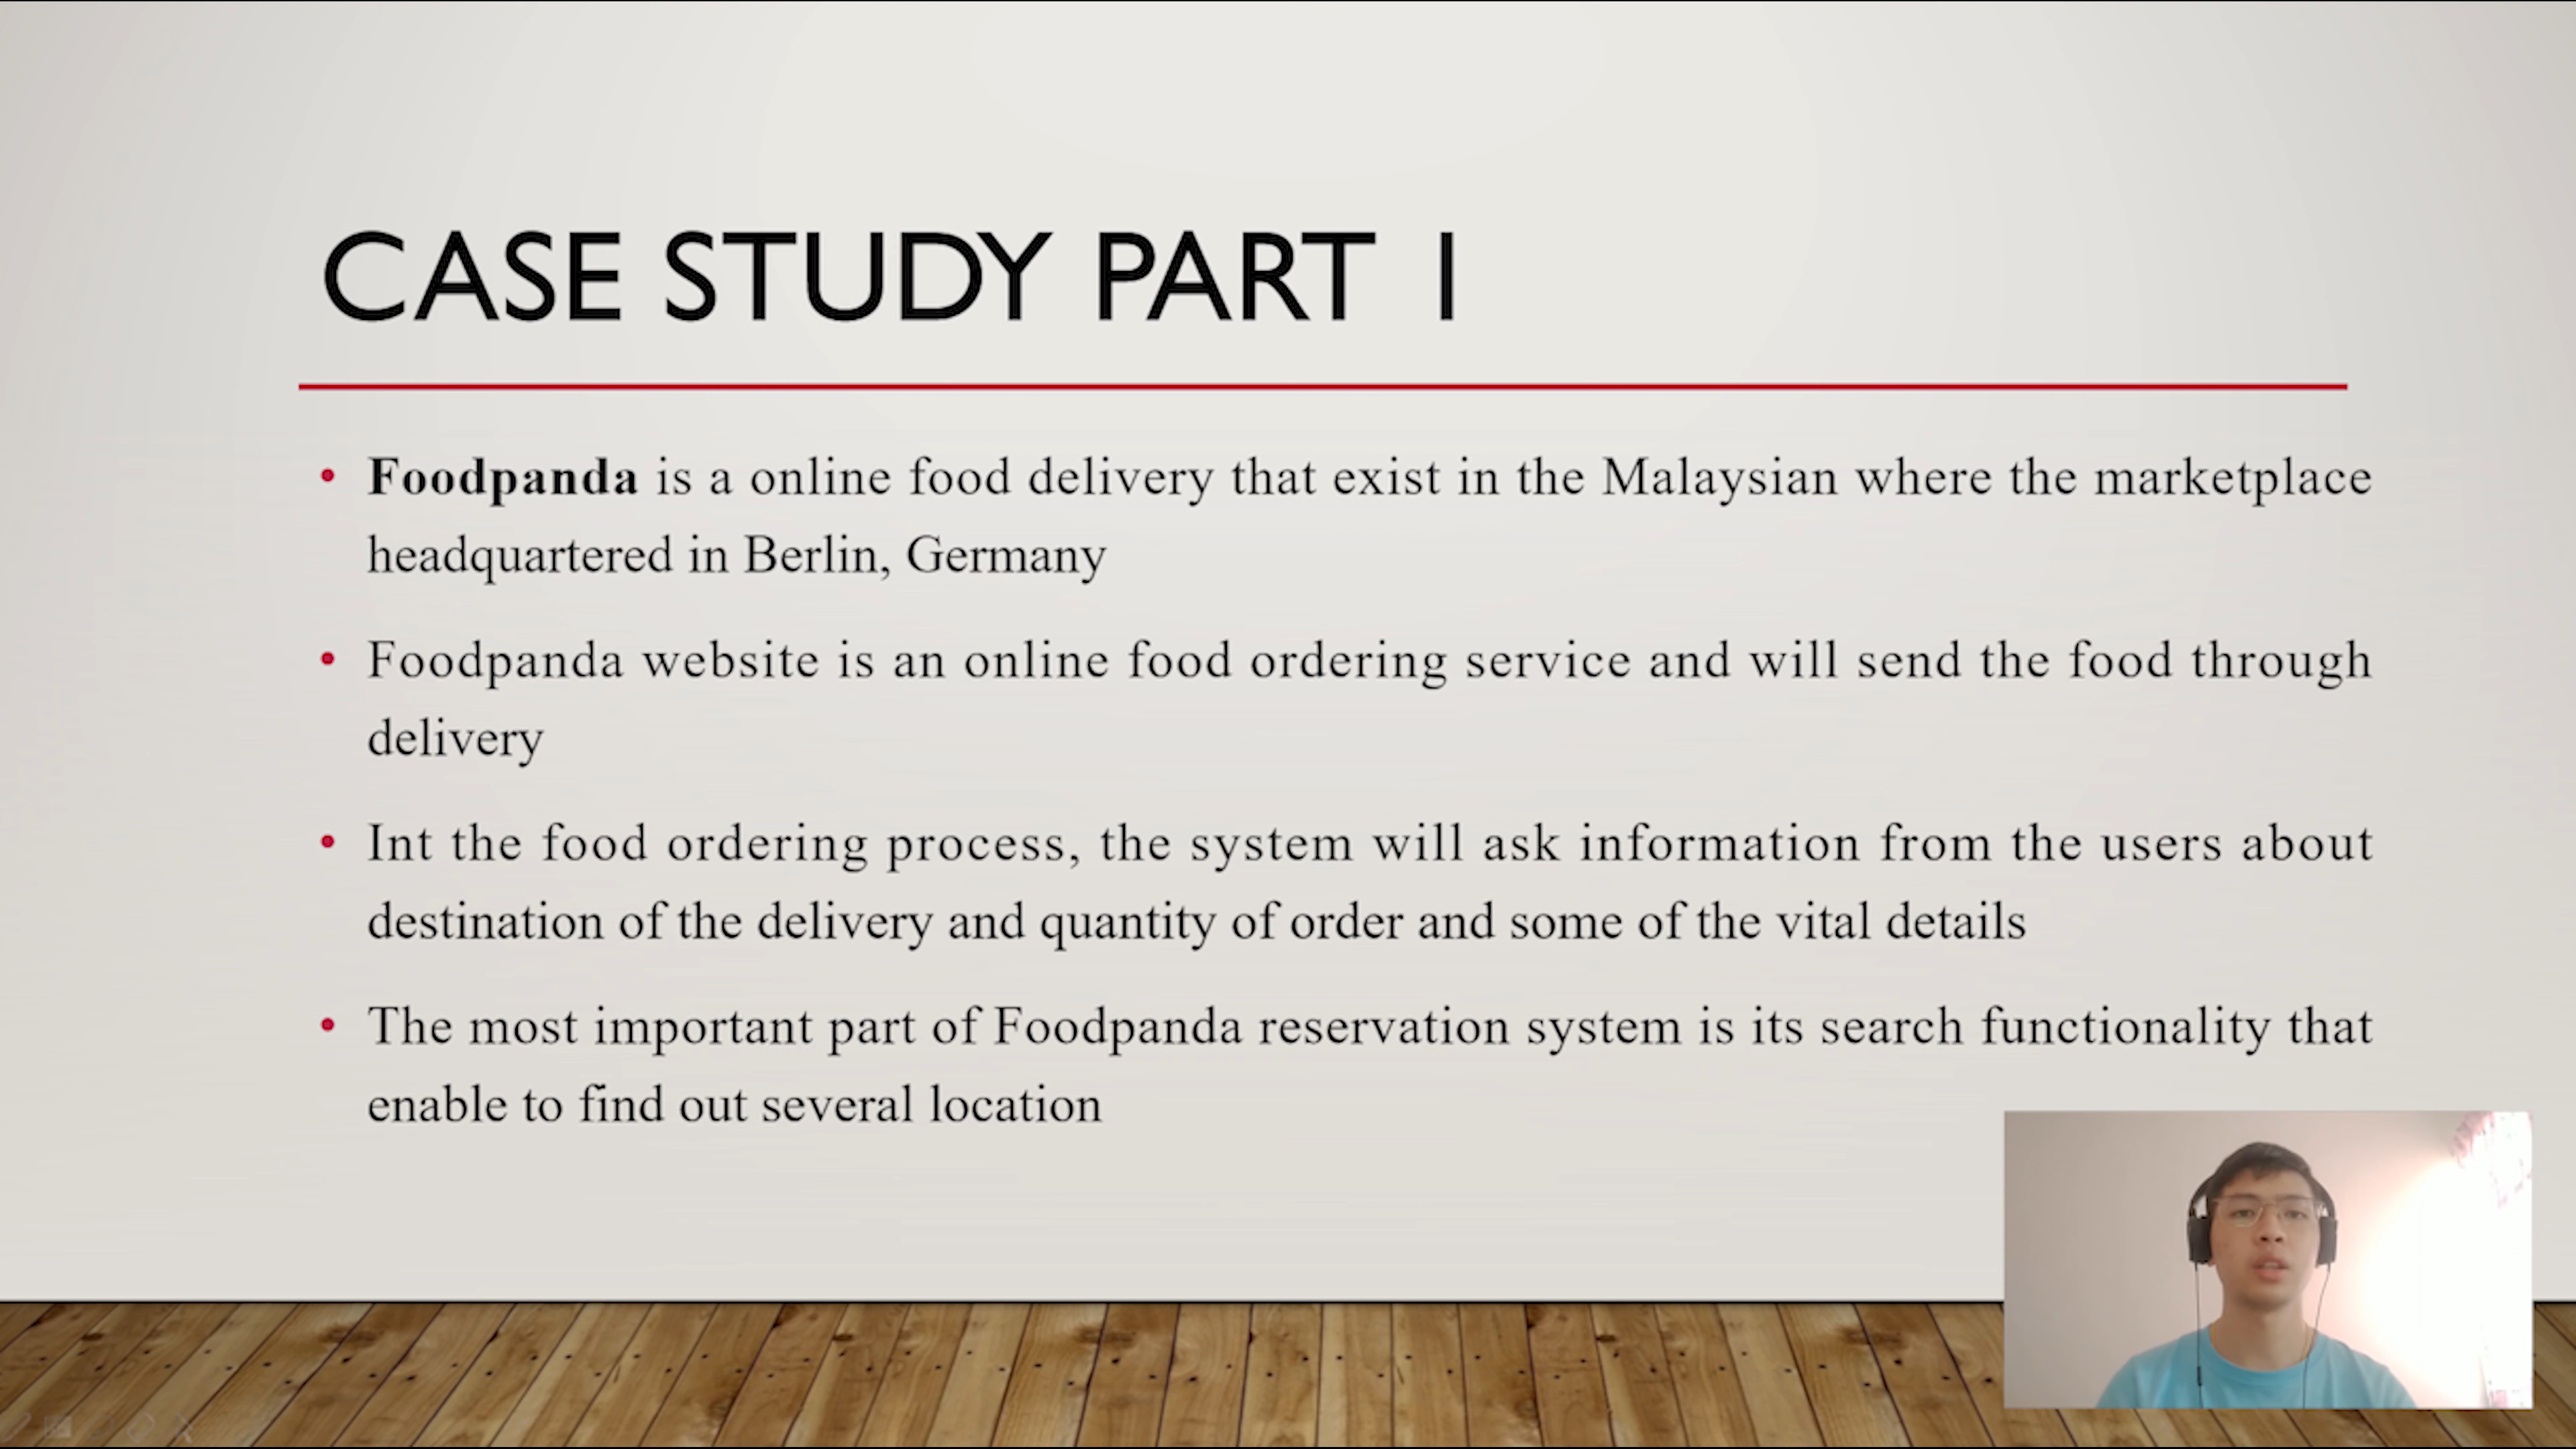 CASE STUDY PART 1
• Foodpanda is a online food delivery that exist in the Malaysian where the marketplace
headquartered in Berlin, Germany
• Foodpanda website is an online food ordering service and will send the food through
delivery
• Int the food ordering process, the system will ask information from the users about
destination of the delivery and quantity of order and some of the vital details
• The most important part of Foodpanda reservation system is its search functionality that
enable to find out several location